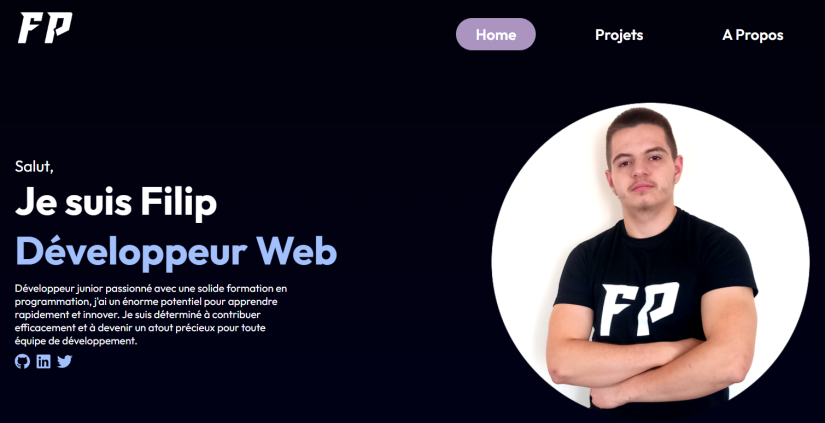 FP
Home
Projets
A Propos
Salut,
Je suis Filip
Développeur Web
Développeur junior passionné avec une solide formation en
programmation, j'ai un énorme potentiel pour apprendre
rapidement et innover. Je suis déterminé à contribuer
efficacement et à devenir un atout précieux pour toute
équipe de développement.
in
FP